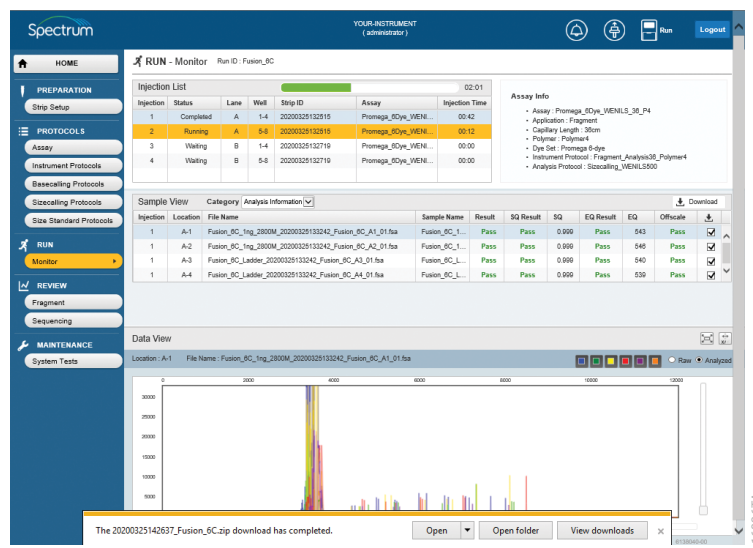 Spectrum
YOUR-INSTRUMENT
( administrator )
Run
Logout
HOME
PREPARATION
Strip Setup
PROTOCOLS
Assay
Instrument Protocols
Basecalling Protocols
Sizecalling Protocols
Size Standard Protocols
RUN
Monitor
REVIEW
Fragment
Sequencing
MAINTENANCE
System Tests
RUN - Monitor Run ID : Fusion_6C
Injection List 02:01
Injection Status Lane Well Strip ID Assay Injection Time
1 Completed A 1-4 20200325132515 Promega_6Dye_WENI... 00:42
2 Running A 5-8 20200325132515 Promega_6Dye_WENI... 00:12
3 Waiting B 1-4 20200325132719 Promega_6Dye_WENI... 00:00
4 Waiting B 5-8 20200325132719 Promega_6Dye_WENI... 00:00
Assay Info
• Assay : Promega_6Dye_WENILS_36_P4
• Application : Fragment
• Capillary Length : 36cm
• Polymer : Polymer4
• Dye Set : Promega 6-dye
• Instrument Protocol : Fragment_Analysis36_Polymer4
• Analysis Protocol : Sizecalling_WENILS500
Sample View Category Analysis Information Download
Injection Location File Name Sample Name Result SQ Result SQ EQ Result EQ Offscale
1 A-1 Fusion_6C_1ng_2800M_20200325133242_Fusion_6C_A1_01.fsa Fusion_6C_1... Pass Pass 0.999 Pass 543 Pass
1 A-2 Fusion_6C_1ng_2800M_20200325133242_Fusion_6C_A2_01.fsa Fusion_6C_1... Pass Pass 0.999 Pass 546 Pass
1 A-3 Fusion_6C_Ladder_20200325133242_Fusion_6C_A3_01.fsa Fusion_6C_L... Pass Pass 0.999 Pass 540 Pass
1 A-4 Fusion_6C_Ladder_20200325133242_Fusion_6C_A4_01.fsa Fusion_6C_L... Pass Pass 0.999 Pass 539 Pass
Data View
Location : A-1 File Name : Fusion_6C_1ng_2800M_20200325133242_Fusion_6C_A1_01.fsa Raw Analyzed
0 2000 4000 6000 8000 10000 12000
30000
25000
20000
15000
10000
5000
The 20200325142637_Fusion_6C.zip download has completed. Open Open folder View downloads ×